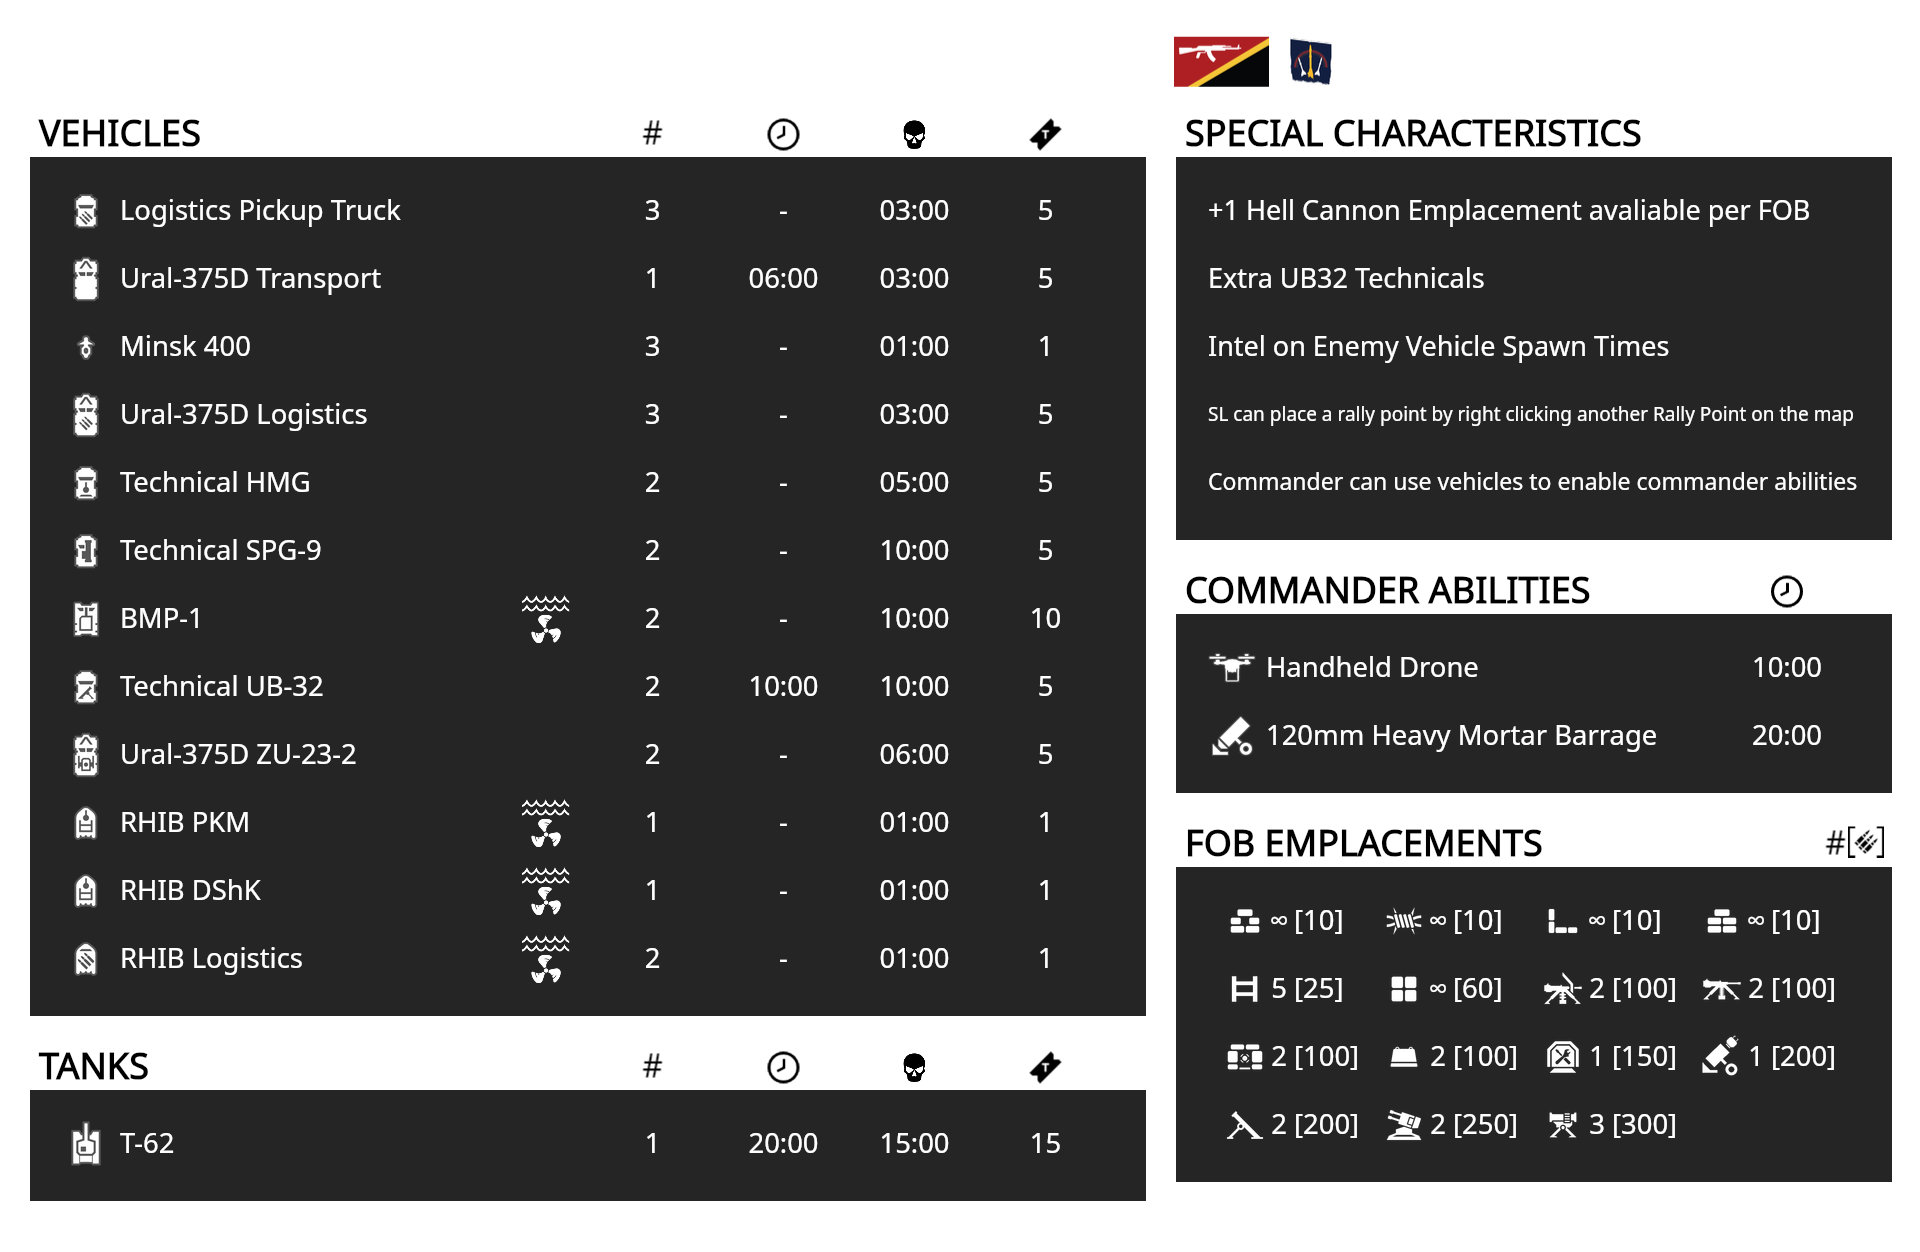 VEHICLES #
Logistics Pickup Truck 3 - 03:00 5
Ural-375D Transport 1 06:00 03:00 5
Minsk 400 3 - 01:00 1
Ural-375D Logistics 3 - 03:00 5
Technical HMG 2 - 05:00 5
Technical SPG-9 2 - 10:00 5
BMP-1 2 - 10:00 10
Technical UB-32 2 10:00 10:00 5
Ural-375D ZU-23-2 2 - 06:00 5
RHIB PKM 1 - 01:00 1
RHIB DShK 1 - 01:00 1
RHIB Logistics 2 - 01:00 1
TANKS #
T-62 1 20:00 15:00 15
SPECIAL CHARACTERISTICS
+1 Hell Cannon Emplacement avaliable per FOB
Extra UB32 Technicals
Intel on Enemy Vehicle Spawn Times
SL can place a rally point by right clicking another Rally Point on the map
Commander can use vehicles to enable commander abilities
COMMANDER ABILITIES
Handheld Drone 10:00
120mm Heavy Mortar Barrage 20:00
FOB EMPLACEMENTS #[]
∞ [10] ∞ [10] ∞ [10] ∞ [10]
5 [25] ∞ [60] 2 [100] 2 [100]
2 [100] 2 [100] 1 [150] 1 [200]
2 [200] 2 [250] 3 [300]